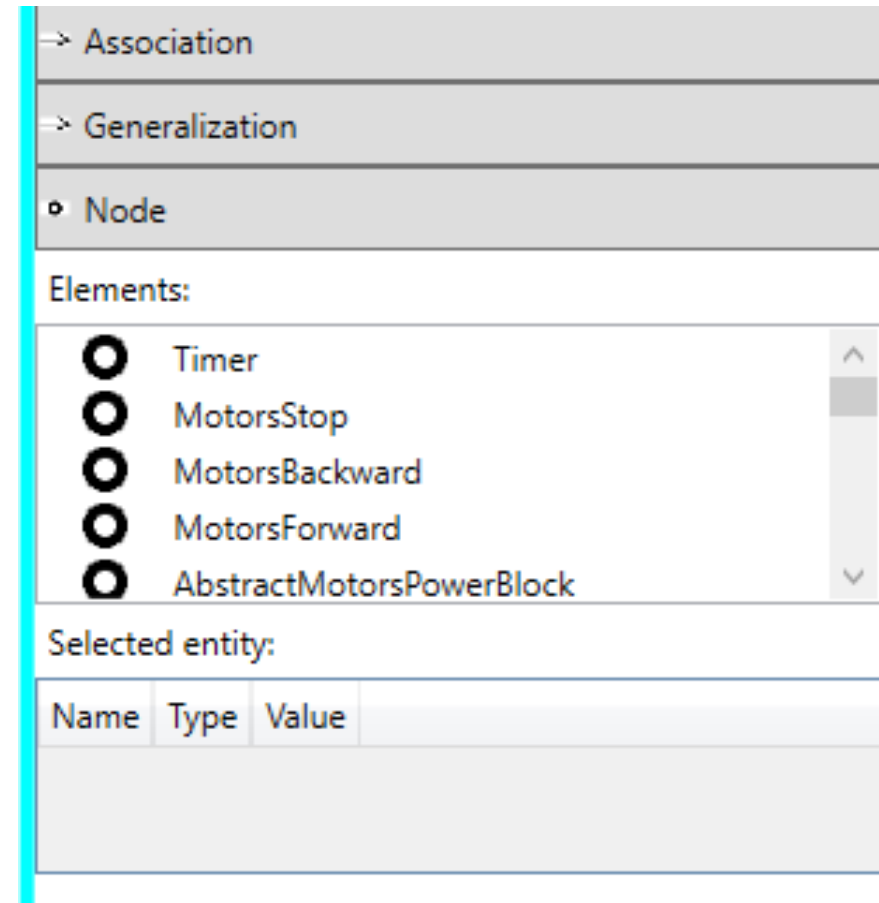 Association
Generalization
Node
Elements:
Timer
MotorsStop
MotorsBackward
MotorsForward
AbstractMotorsPowerBlock
Selected entity:
Name Type Value